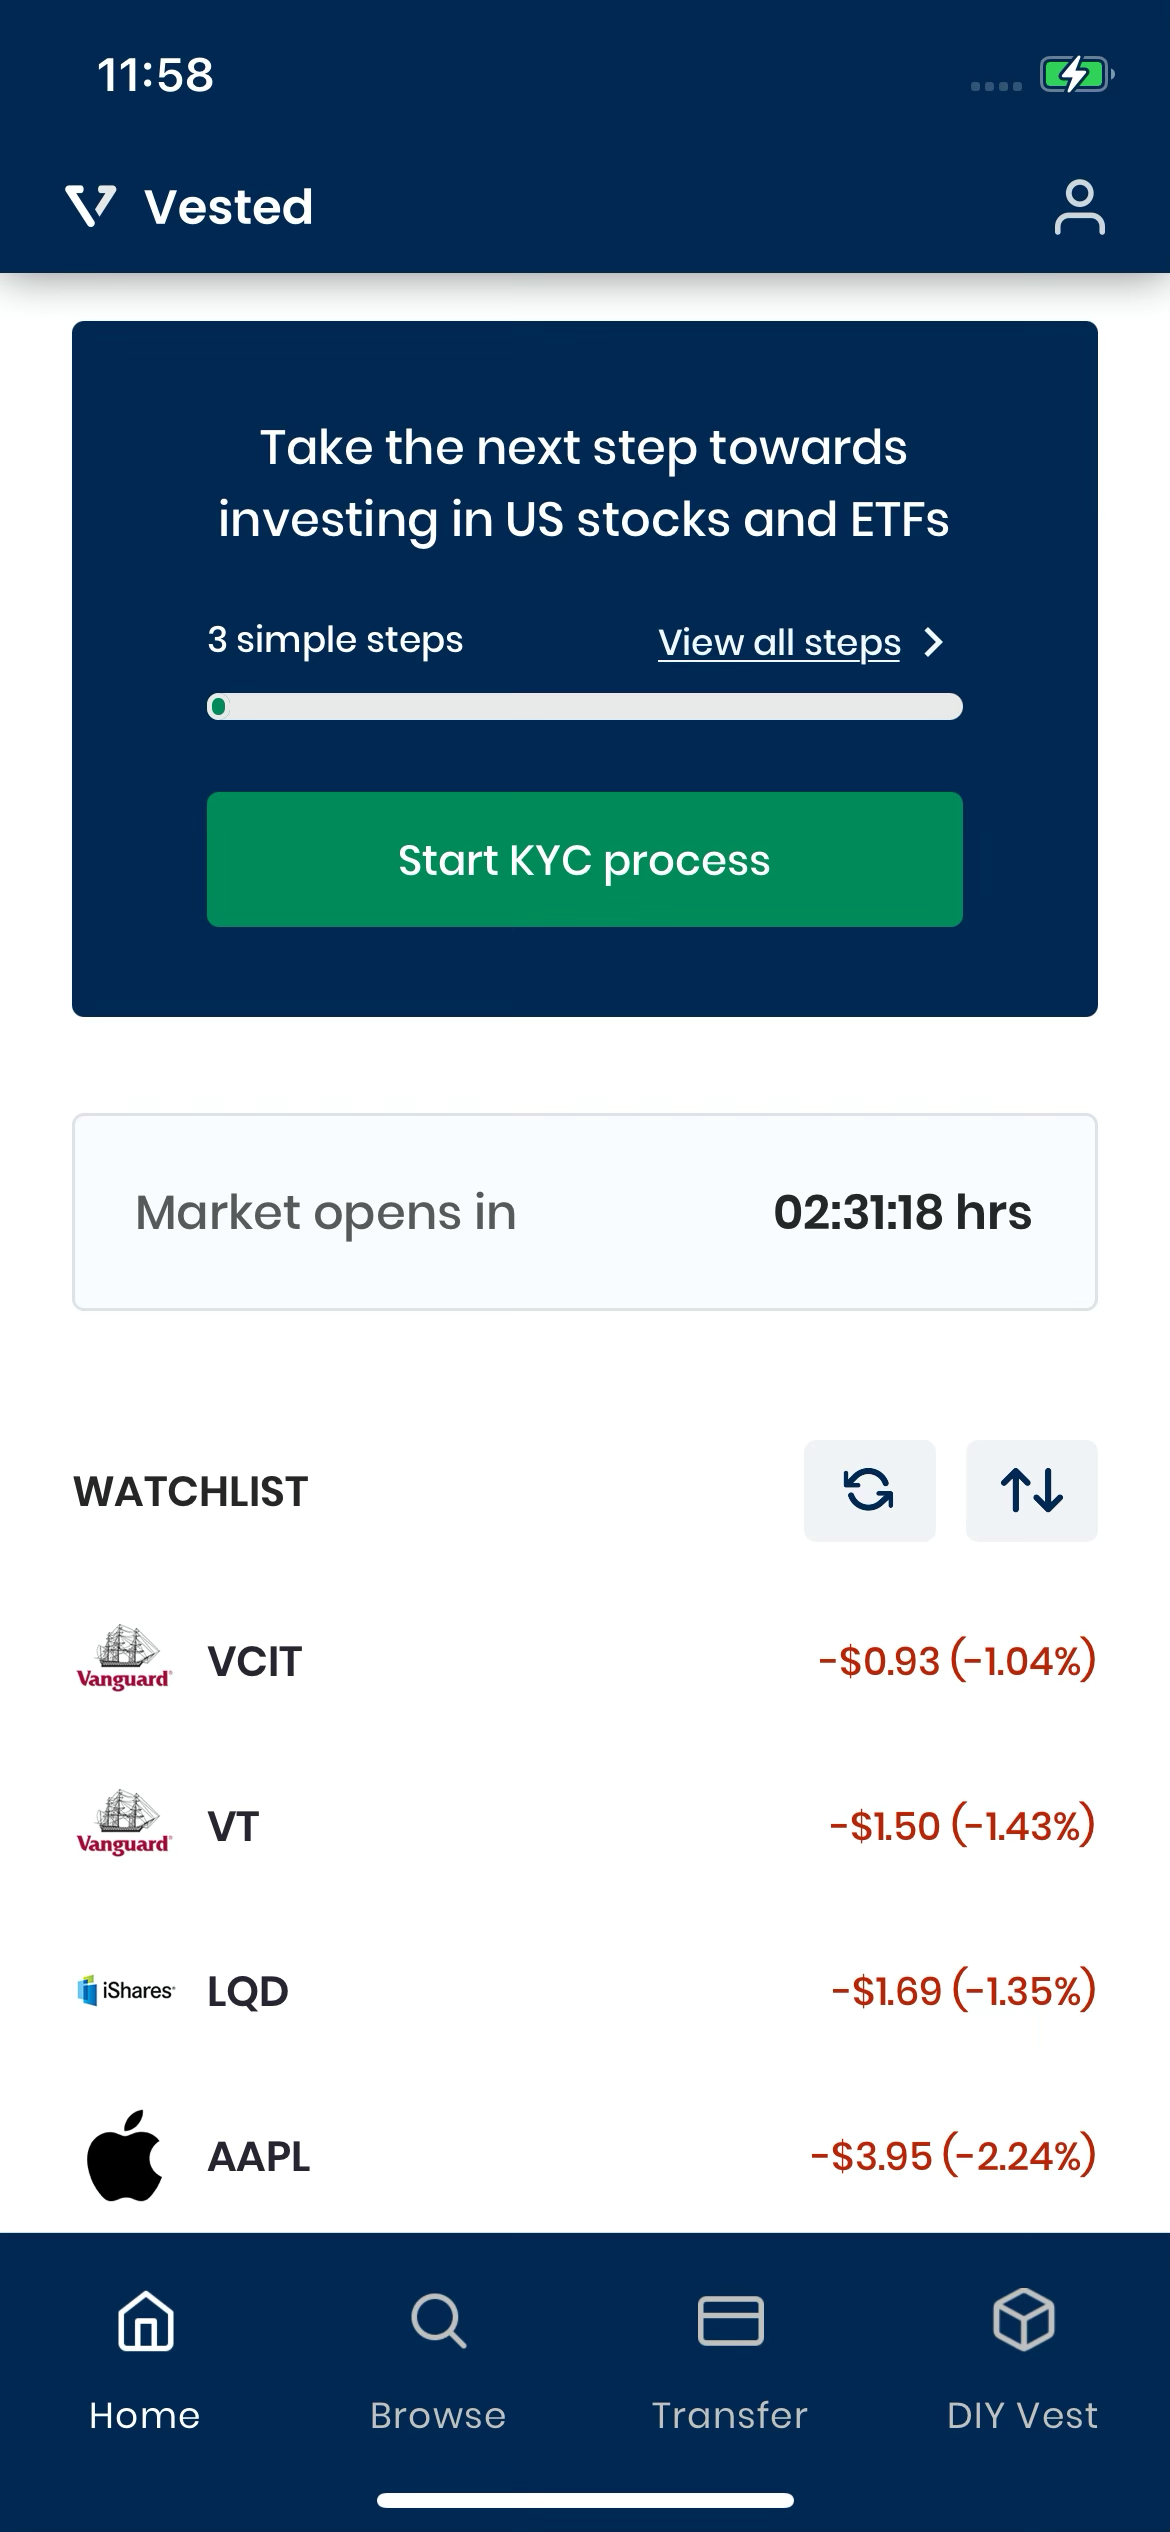 11:58
Vested
Take the next step towards
investing in US stocks and ETFs
3 simple steps
View all steps
Start KYC process
Market opens in
02:31:18 hrs
WATCHLIST
Vanguard®
VCIT
-$0.93 (-1.04%)
Vanguard®
VT
-$1.50 (-1.43%)
iShares®
LQD
-$1.69 (-1.35%)
AAPL
-$3.95 (-2.24%)
Home
Browse
Transfer
DIY Vest